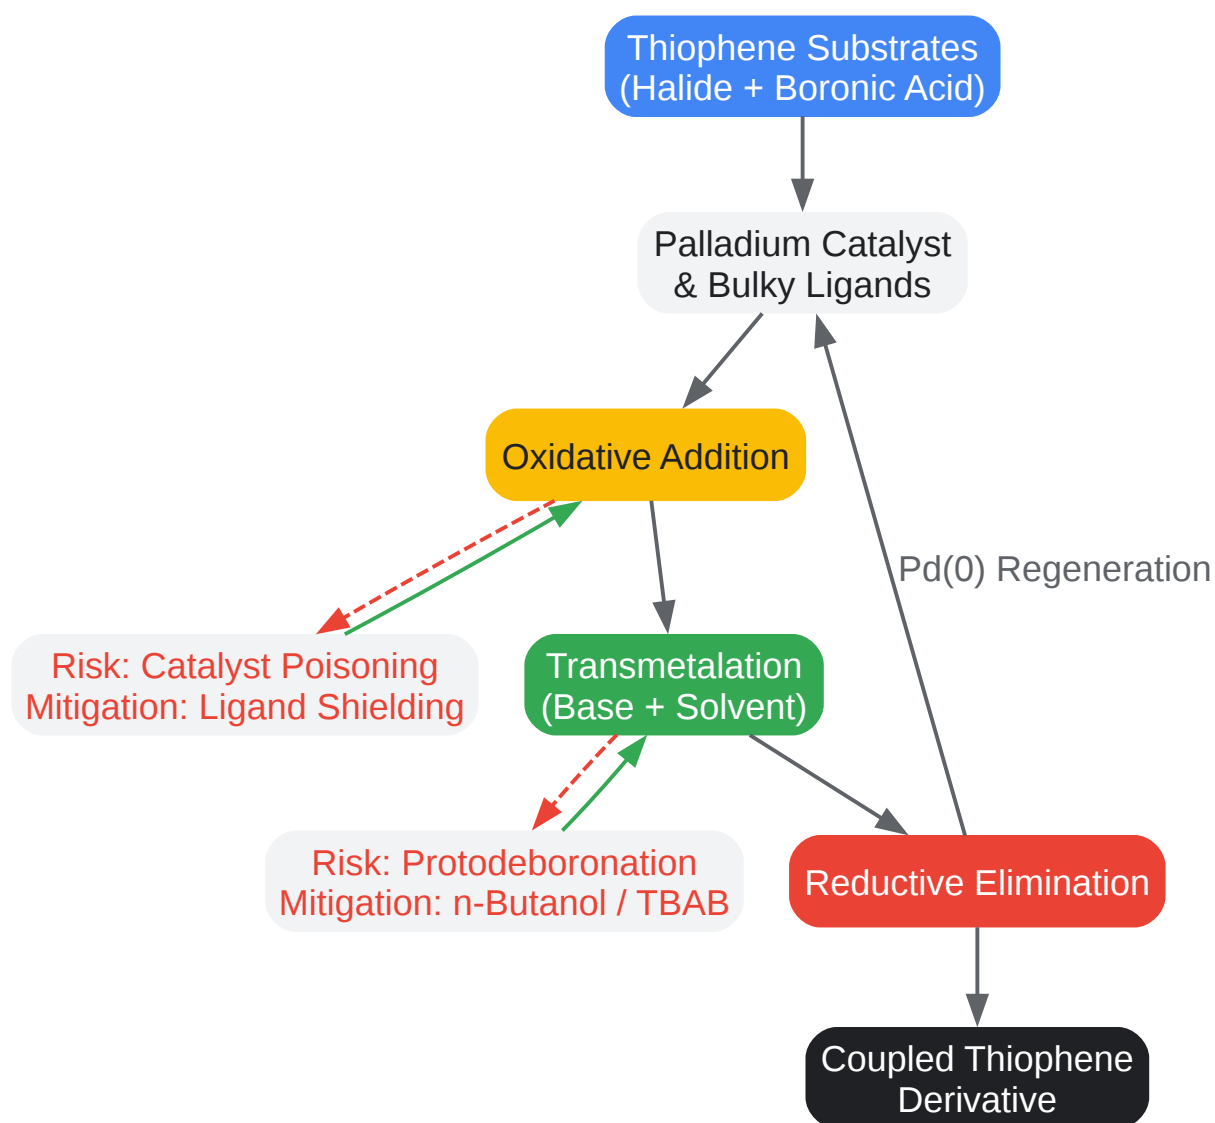 Thiophene Substrates
(Halide + Boronic Acid)
Palladium Catalyst
& Bulky Ligands
Oxidative Addition
Pd(0) Regeneration
Risk: Catalyst Poisoning
Mitigation: Ligand Shielding
Transmetalation
(Base + Solvent)
Risk: Protodeboronation
Mitigation: n-Butanol / TBAB
Reductive Elimination
Coupled Thiophene
Derivative